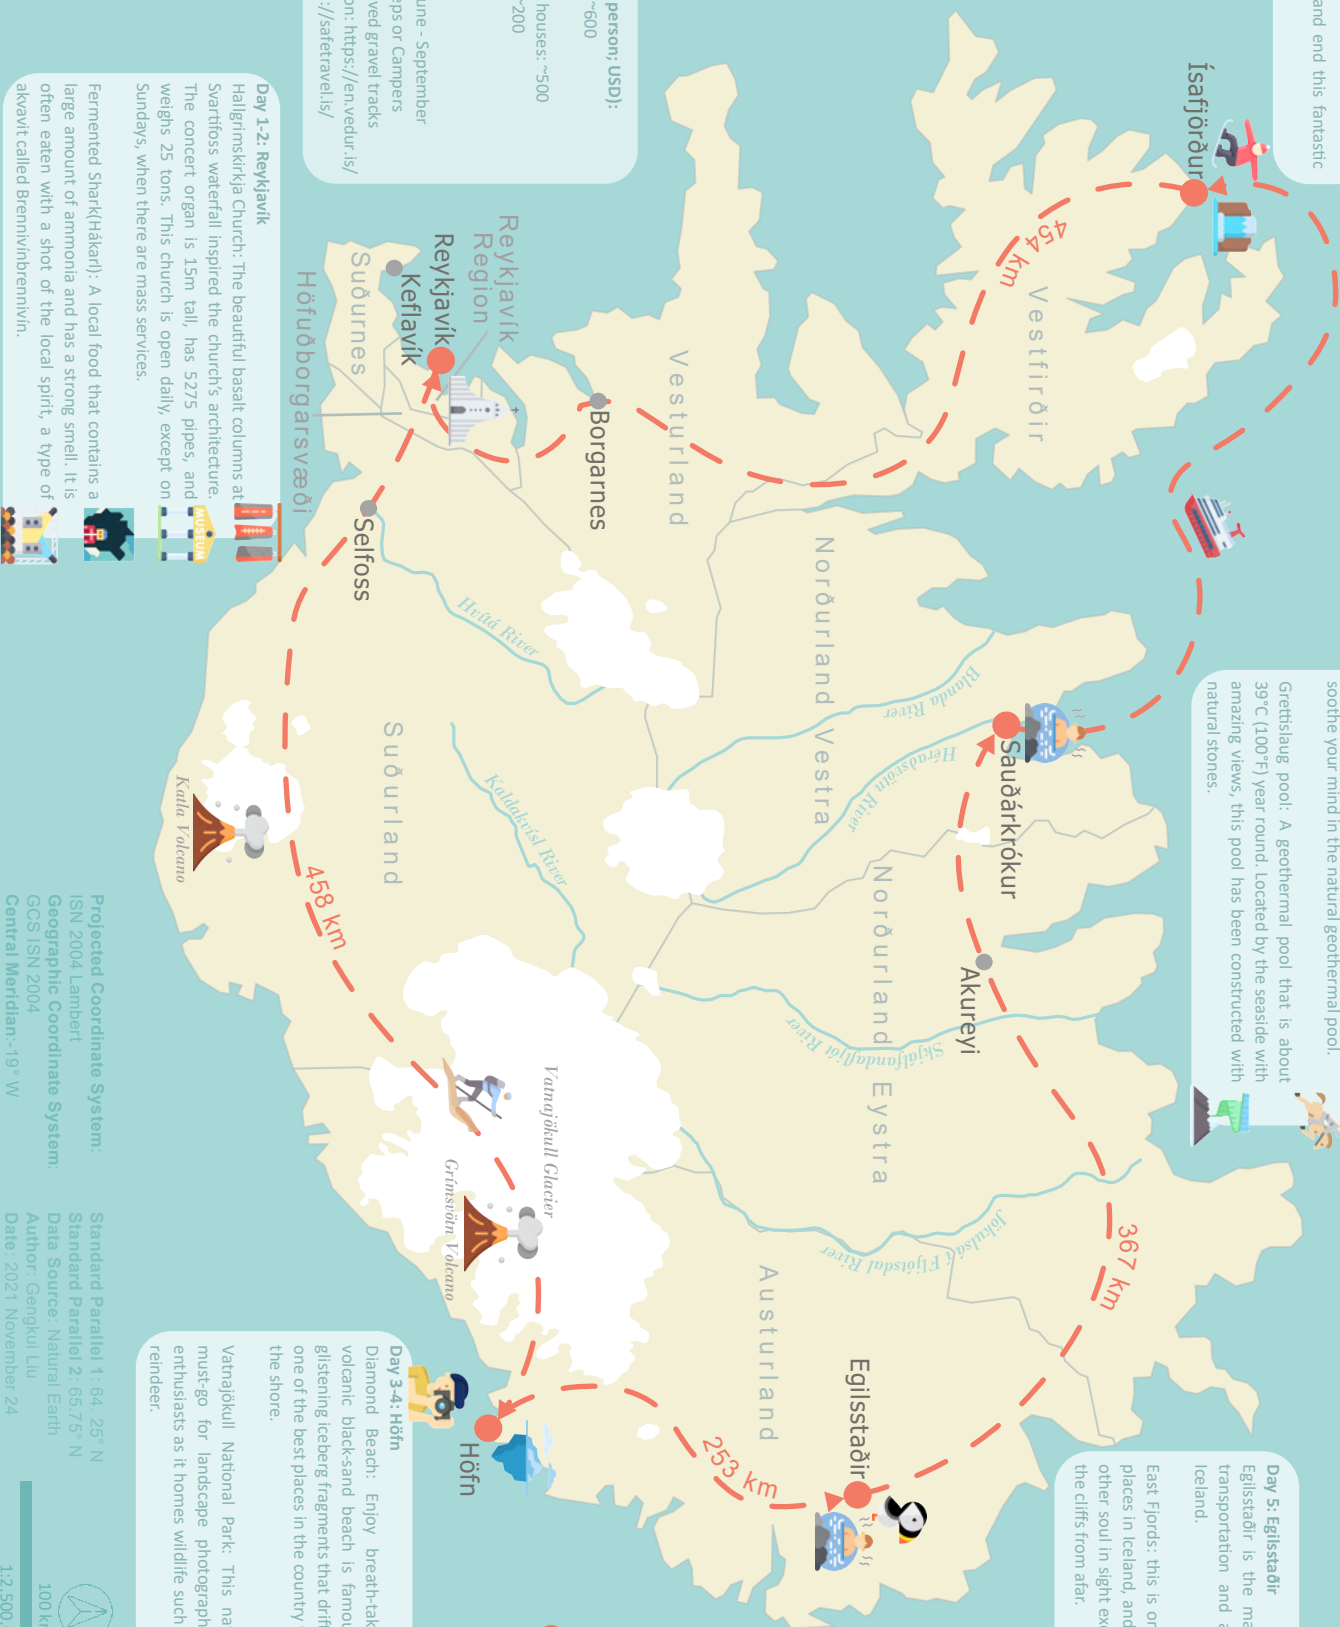 and end this fantastic
person; USD):
~600
houses: ~500
~200
une - September
eps or Campers
ved gravel tracks
on: https://en.vedur.is/
://safetravel.is/
Day 1-2: Reykjavík
Hallgrimskirkja Church: The beautiful basalt columns at
Svartifoss waterfall inspired the church's architecture.
The concert organ is 15m tall, has 5275 pipes, and
weighs 25 tons. This church is open daily, except on
Sundays, when there are mass services.
Fermented Shark(Hákarl): A local food that contains a
large amount of ammonia and has a strong smell. It is
often eaten with a shot of the local spirit, a type of
akvavit called Brennivínbrennivín.
MUSEUM
Ísafjörður
454 km
Vestfirðir
Reykjavík
Region
Reykjavík
Keflavík
Suðurnes
Höfuðborgarsvæði
Vesturland
Borgarnes
Selfoss
Hvítá River
Norðurland Vestra
Blanda River
Héraðsvötn River
Sauðárkrókur
soothe your mind in the natural geothermal pool.
Grettislaug pool: A geothermal pool that is about
39°C (100°F) year round. Located by the seaside with
amazing views, this pool has been constructed with
natural stones.
Suðurland
Kaldakvísl River
Katla Volcano
458 km
Norðurland Eystra
Akureyi
Skjálfandafljót River
Vatnajökull Glacier
Grímsvötn Volcano
Jökulsá í Fljótsdal River
367 km
Austurland
Egilsstaðir
253 km
Höfn
Projected Coordinate System:
ISN 2004 Lambert
Geographic Coordinate System:
GCS ISN 2004
Central Meridian:-19° W
Standard Parallel 1: 64. 25° N
Standard Parallel 2: 65.75° N
Data Source: Natural Earth
Author: Gengkui Liu
Date: 2021 November 24
Day 3-4: Höfn
Diamond Beach: Enjoy breath-tak
volcanic black-sand beach is famou
glistening iceberg fragments that drift
one of the best places in the country
the shore.
Vatnajökull National Park: This na
must-go for landscape photograph
enthusiasts as it homes wildlife such
reindeer.
Day 5: Egilsstaðir
Egilsstaðir is the ma
transportation and a
Iceland.
East Fjords: this is or
places in Iceland, and
other soul in sight exc
the cliffs from afar.
100 k
1:2,500,